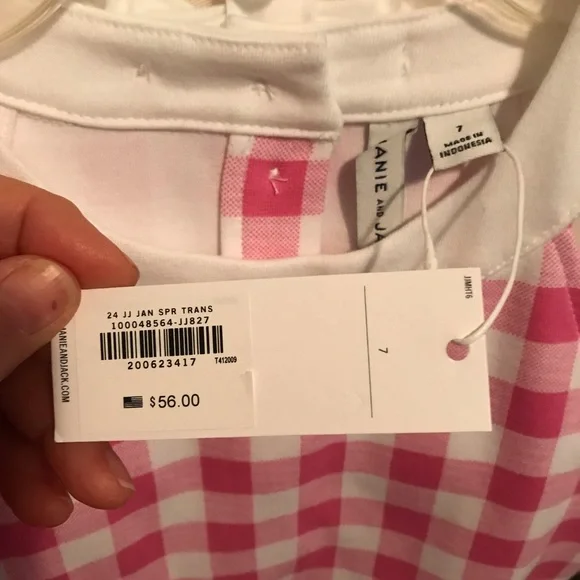 7
MADE IN
INDONESIA
JANIE AND JA
24 JJ JAN SPR TRANS
100048564-JJ827
200623417
T412009
$56.00
7
JJMHT6
JANIEANDJACK.COM